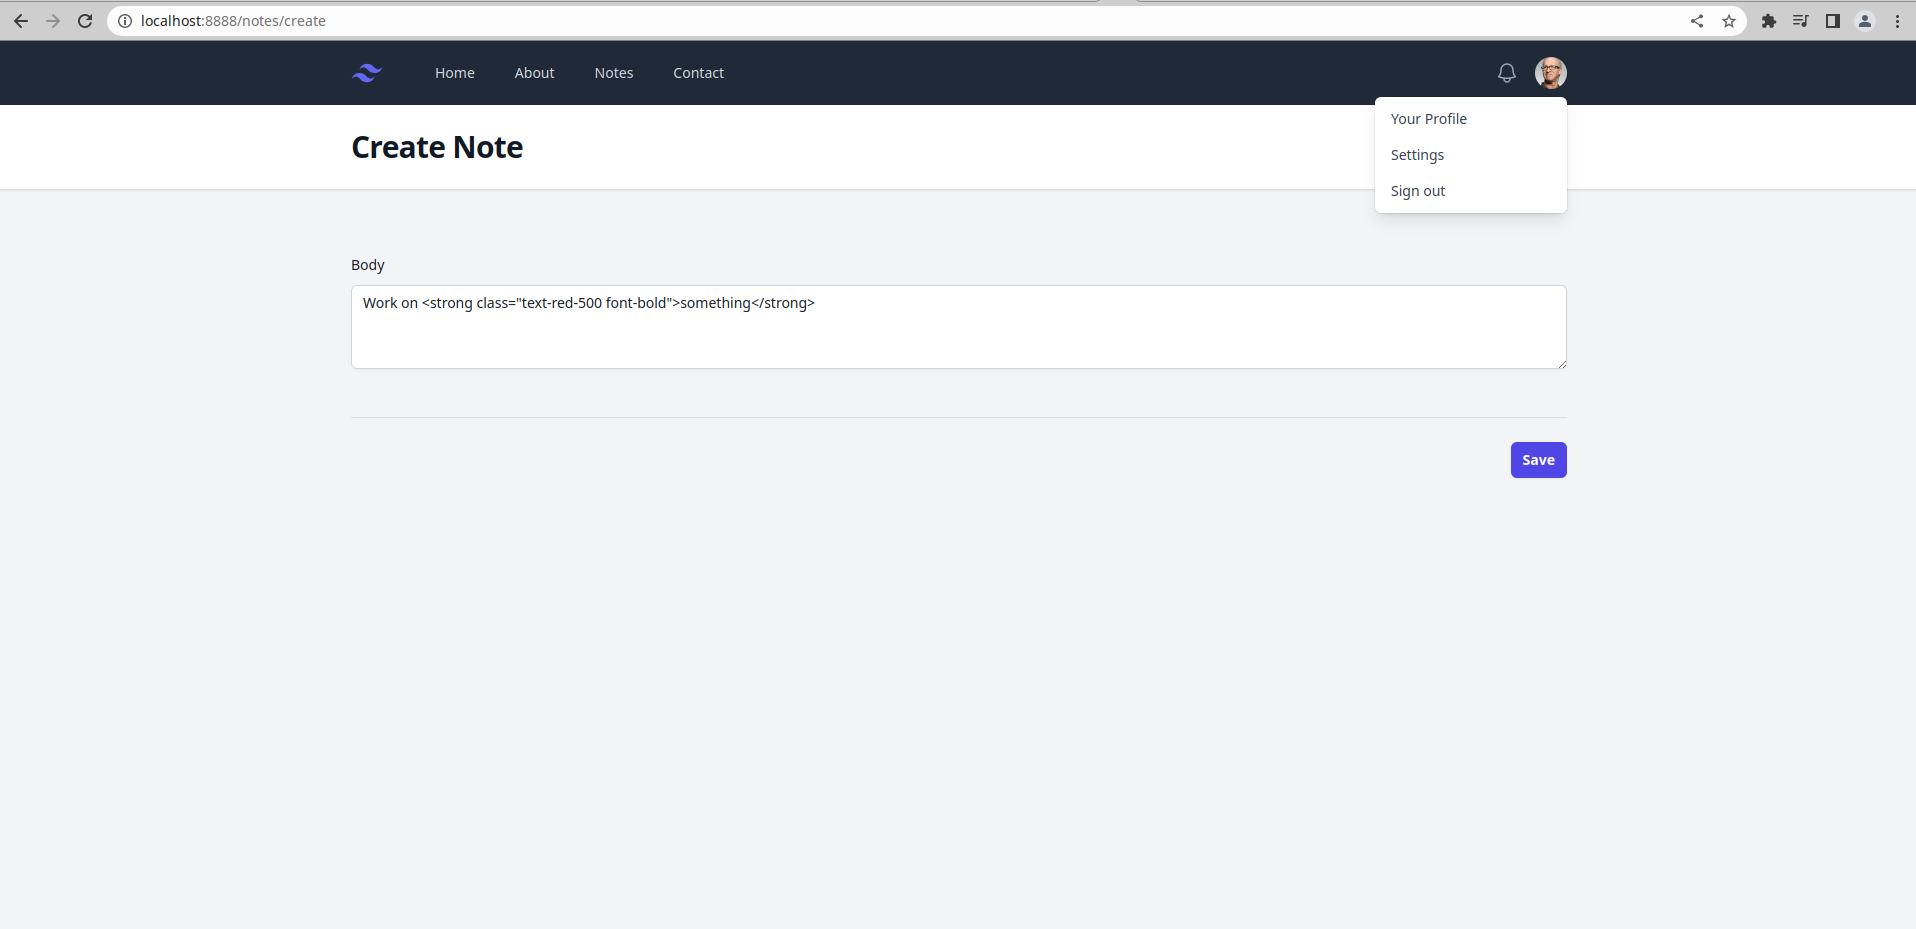 localhost:8888/notes/create
Home About Notes Contact
Your Profile
Create Note
Settings
Sign out
Body
Work on <strong class="text-red-500 font-bold">something</strong>
Save